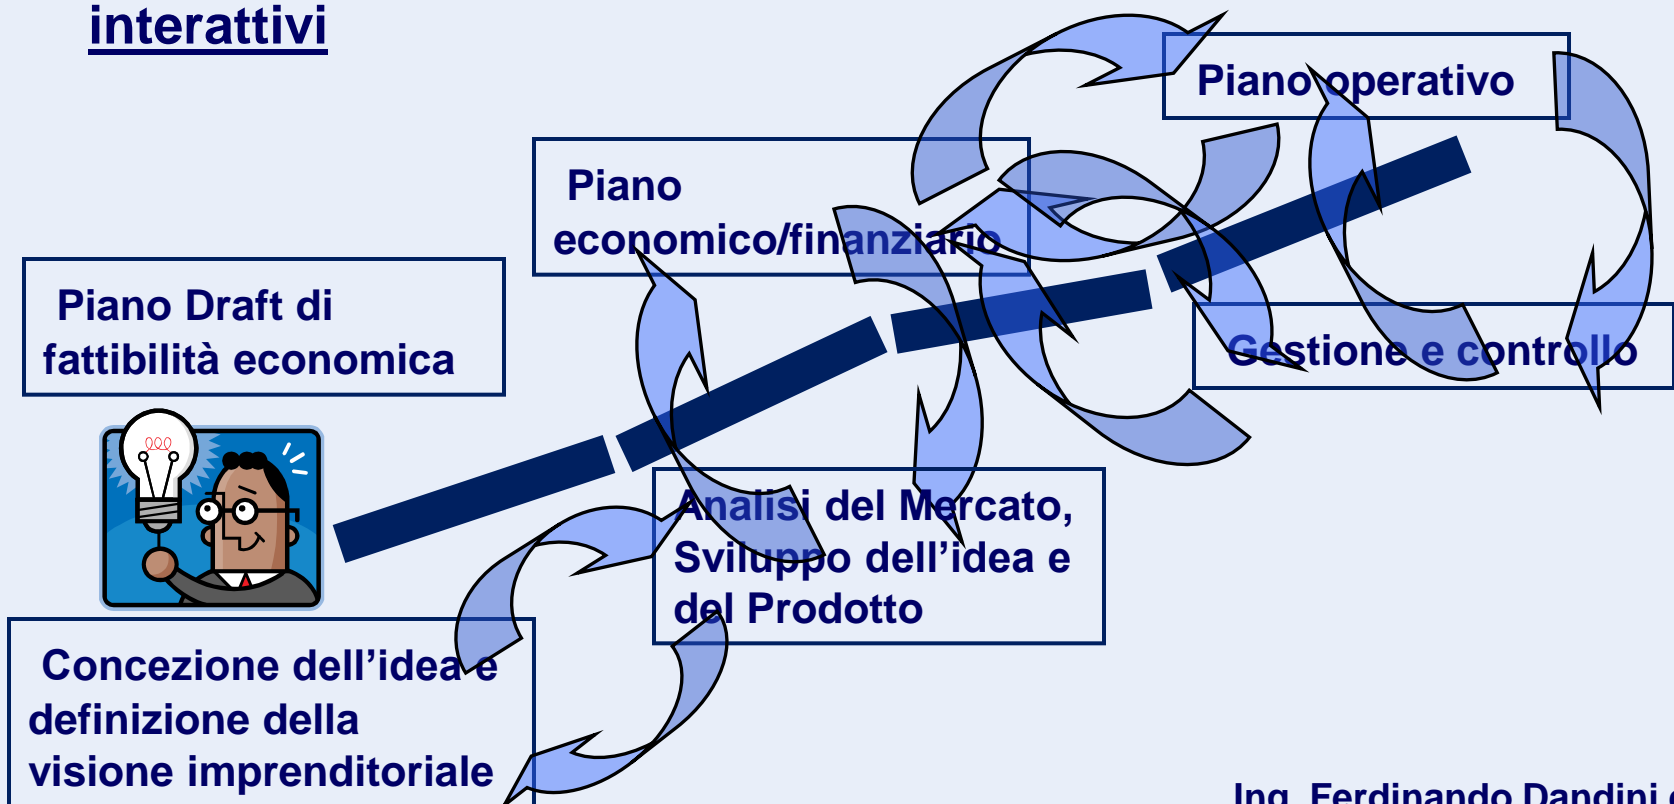 interattivi
Piano operativo
Piano
economico/finanziario
Piano Draft di
fattibilità economica
Gestione e controllo
Analisi del Mercato,
Sviluppo dell’idea e
del Prodotto
Concezione dell’idea e
definizione della
visione imprenditoriale
Ing. Ferdinando Dandini